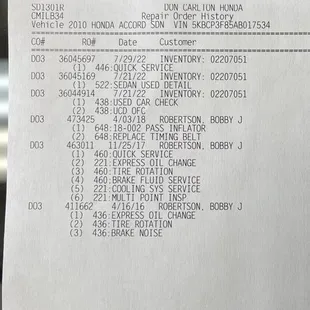 SD1301R DON CARLTON HONDA
CMILB34 Repair Order History
Vehicle 2010 HONDA ACCORD SDN VIN 5KBCP3F85AB017534
CO# RO# Date Customer
D03 36045697 7/29/22 INVENTORY: 02207051
(1) 446:QUICK SERVICE
D03 36045169 7/21/22 INVENTORY: 02207051
(1) 522:SEDAN USED DETAIL
D03 36044914 7/21/22 INVENTORY: 02207051
(1) 438:USED CAR CHECK
(2) 438:UCD OFC
D03 473425 4/03/18 ROBERTSON, BOBBY J
(1) 648:18-002 PASS INFLATOR
(2) 648:REPLACE TIMING BELT
D03 463011 11/25/17 ROBERTSON, BOBBY J
(1) 460:QUICK SERVICE
(2) 221:EXPRESS OIL CHANGE
(3) 460:TIRE ROTATION
(4) 460:BRAKE FLUID SERVICE
(5) 221:COOLING SYS SERVICE
(6) 221:MULTI POINT INSP
D03 411662 4/16/16 ROBERTSON, BOBBY J
(1) 436:EXPRESS OIL CHANGE
(2) 436:TIRE ROTATION
(3) 436:BRAKE NOISE